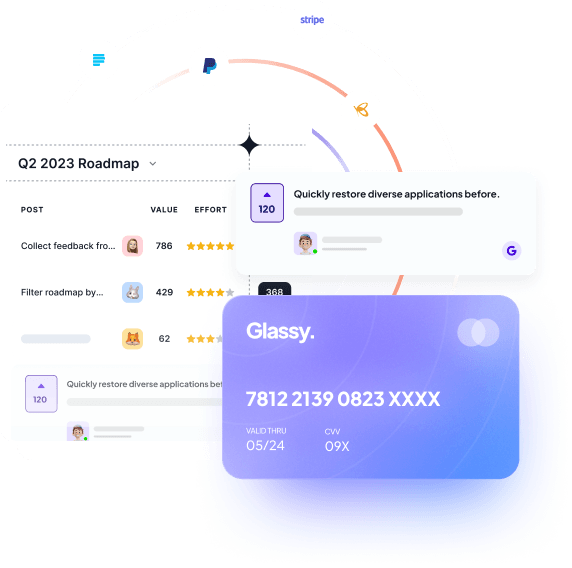 stripe
Q2 2023 Roadmap
POST VALUE EFFORT
120
Quickly restore diverse applications before.
G
Collect feedback fro... 786
Filter roadmap by... 429 368
62
Glassy.
7812 2139 0823 XXXX
VALID THRU CVV
05/24 09X
Quickly restore diverse applications bef
120